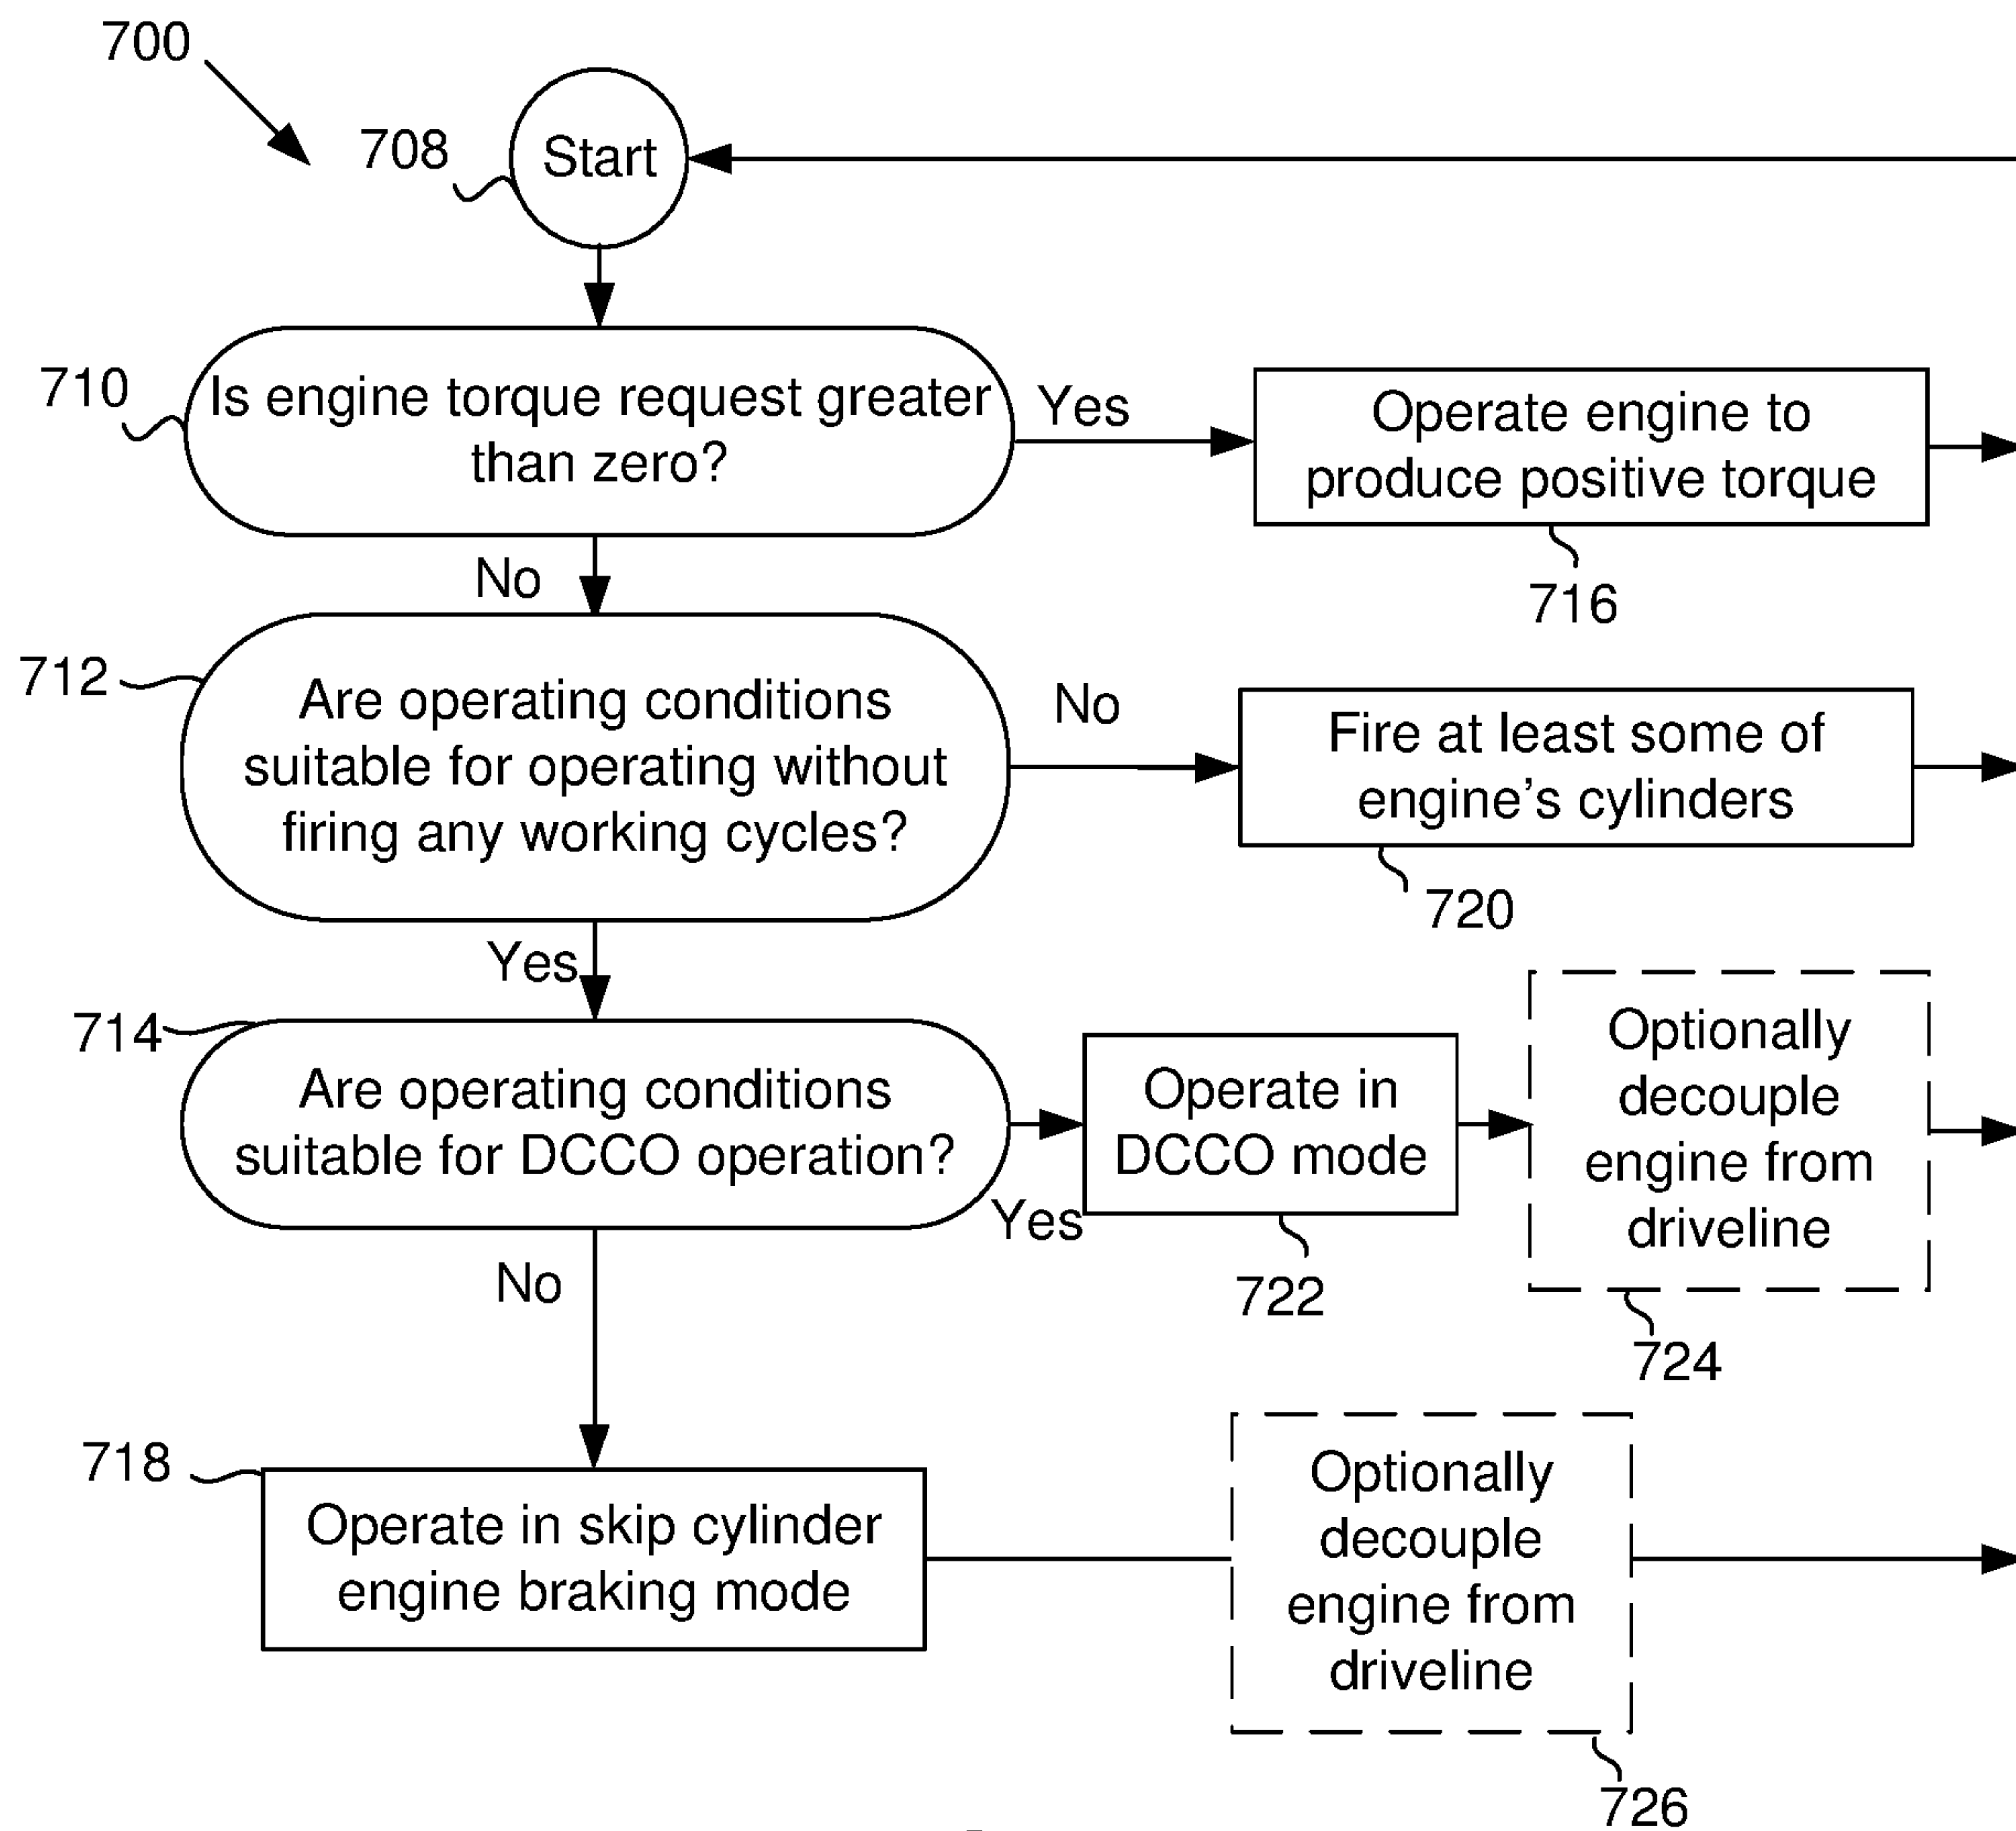 700
708
Start
710
Is engine torque request greater
than zero?
Yes
Operate engine to
produce positive torque
716
No
712
Are operating conditions
suitable for operating without
firing any working cycles?
No
Fire at least some of
engine's cylinders
720
Yes
714
Are operating conditions
suitable for DCCO operation?
Yes
Operate in
DCCO mode
722
Optionally
decouple
engine from
driveline
724
No
718
Operate in skip cylinder
engine braking mode
Optionally
decouple
engine from
driveline
726